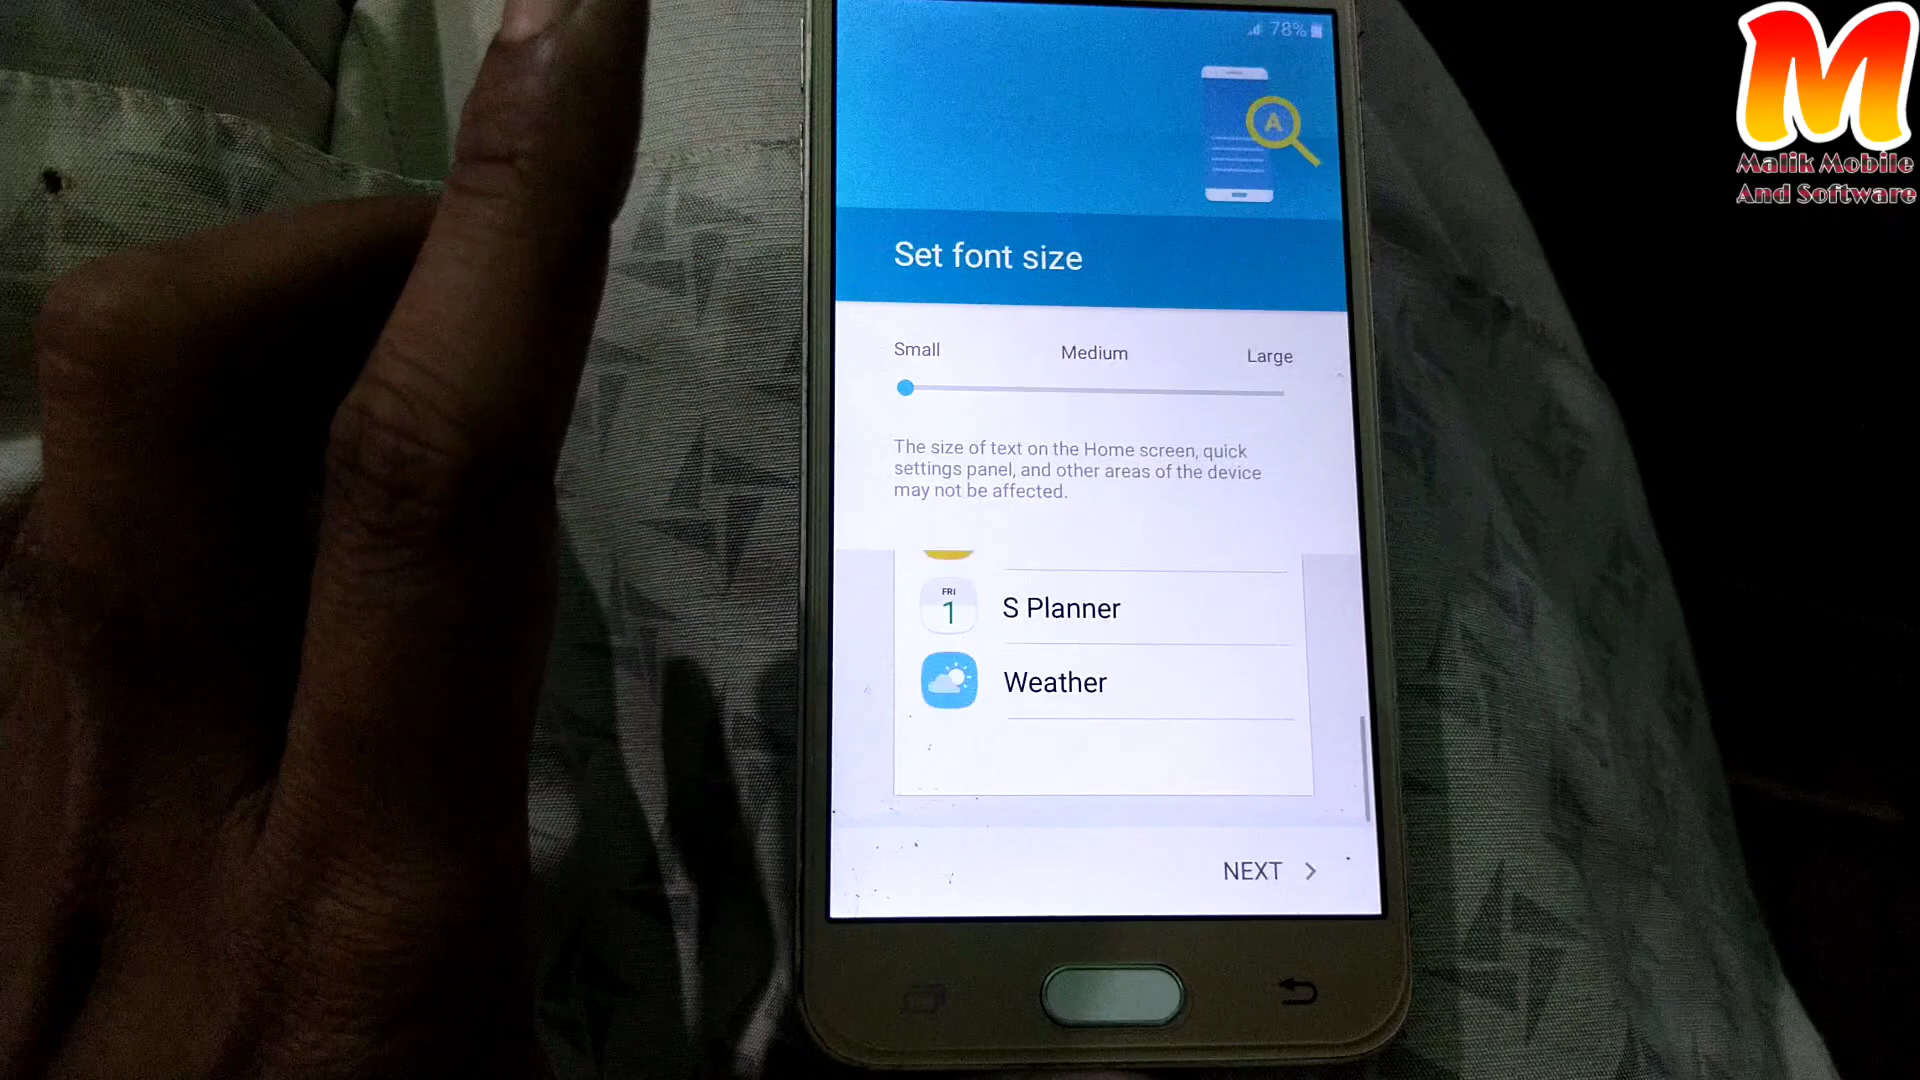 78%
A
Set font size
Small Medium Large
The size of text on the Home screen, quick
settings panel, and other areas of the device
may not be affected.
FRI
1
S Planner
Weather
NEXT
M
Malik Mobile
And Software